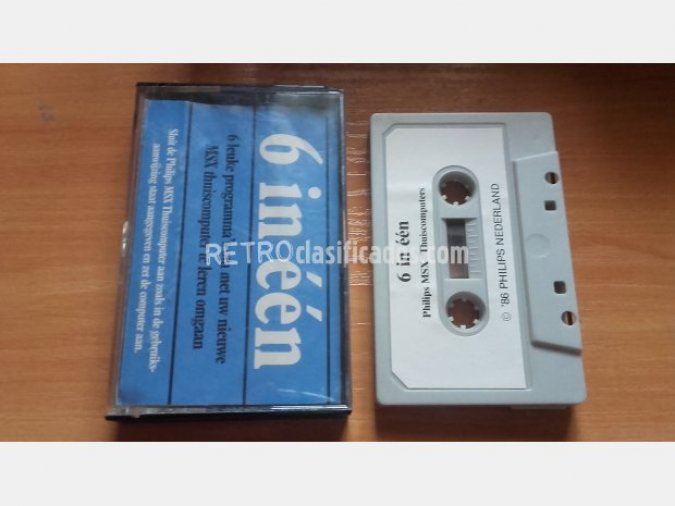 6 in één
6 leuke programma's om met uw nieuwe
MSX thuiscomputer te leren omgaan
Sluit de Philips MSX Thuiscomputer aan zoals in de gebruiks-
aanwijzing staat aangegeven en zet de computer aan.
RETROclasificados.com
6 in één
Philips MSX Thuiscomputers
© '86 PHILIPS NEDERLAND